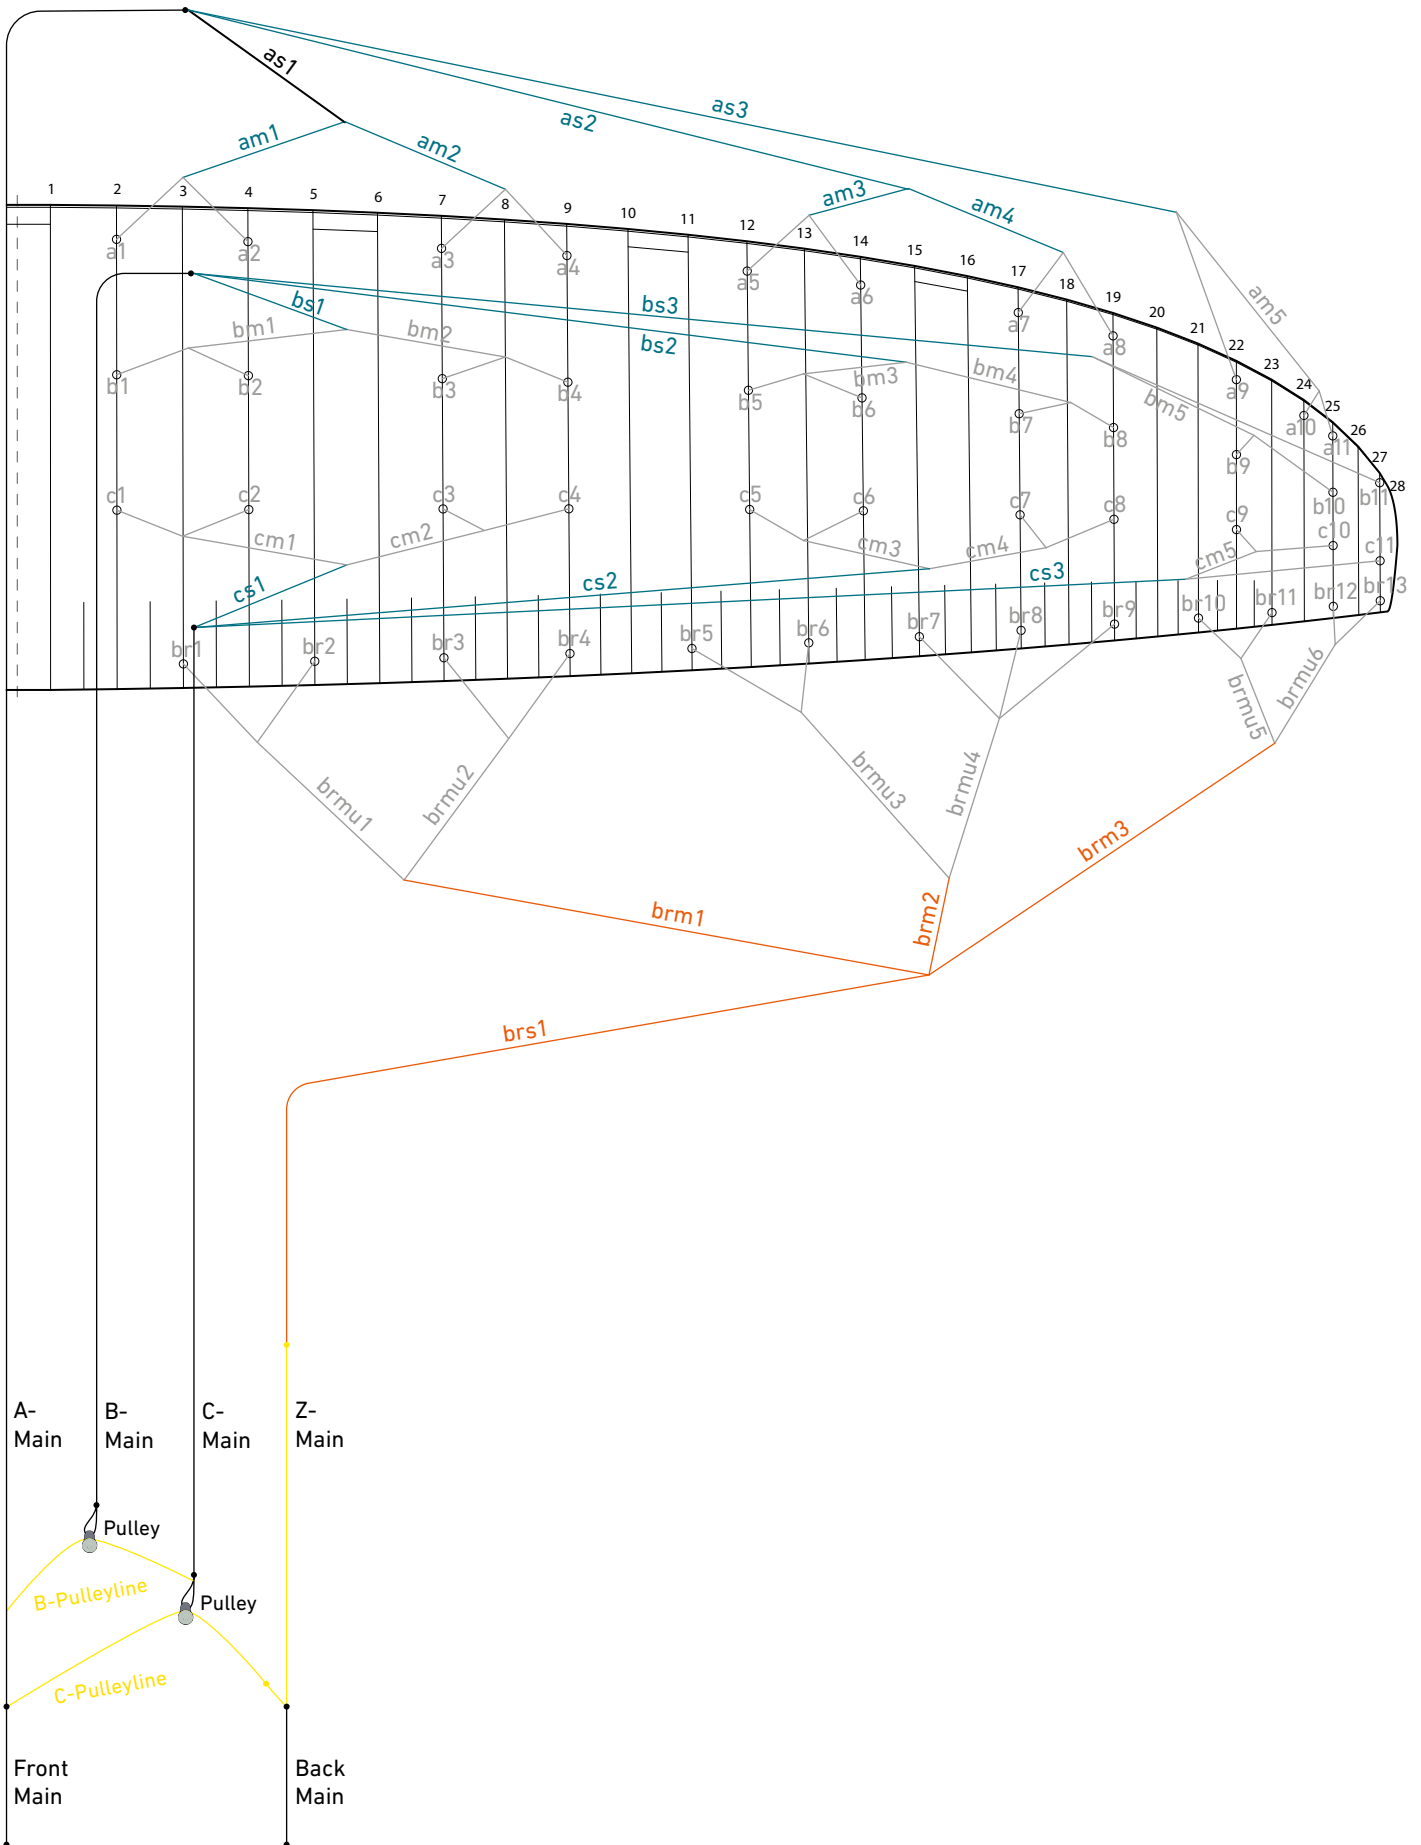 as1
as3
as2
am1
am2
am3
am4
am5
1
2
3
4
5
6
7
8
9
10
11
12
13
14
15
16
17
18
19
20
21
22
23
24
25
26
27
28
a1
a2
a3
a4
a5
a6
a7
a8
a9
a10
a11
bs1
bs3
bs2
bm1
bm2
bm3
bm4
bm5
b1
b2
b3
b4
b5
b6
b7
b8
b9
b10
b11
c1
c2
c3
c4
c5
c6
c7
c8
c9
c10
c11
cm1
cm2
cm3
cm4
cm5
cs1
cs2
cs3
br1
br2
br3
br4
br5
br6
br7
br8
br9
br10
br11
br12
br13
brmu1
brmu2
brmu3
brmu4
brmu5
brmu6
brm1
brm2
brm3
brs1
A-
Main
B-
Main
C-
Main
Z-
Main
Pulley
B-Pulleyline
Pulley
C-Pulleyline
Front
Main
Back
Main